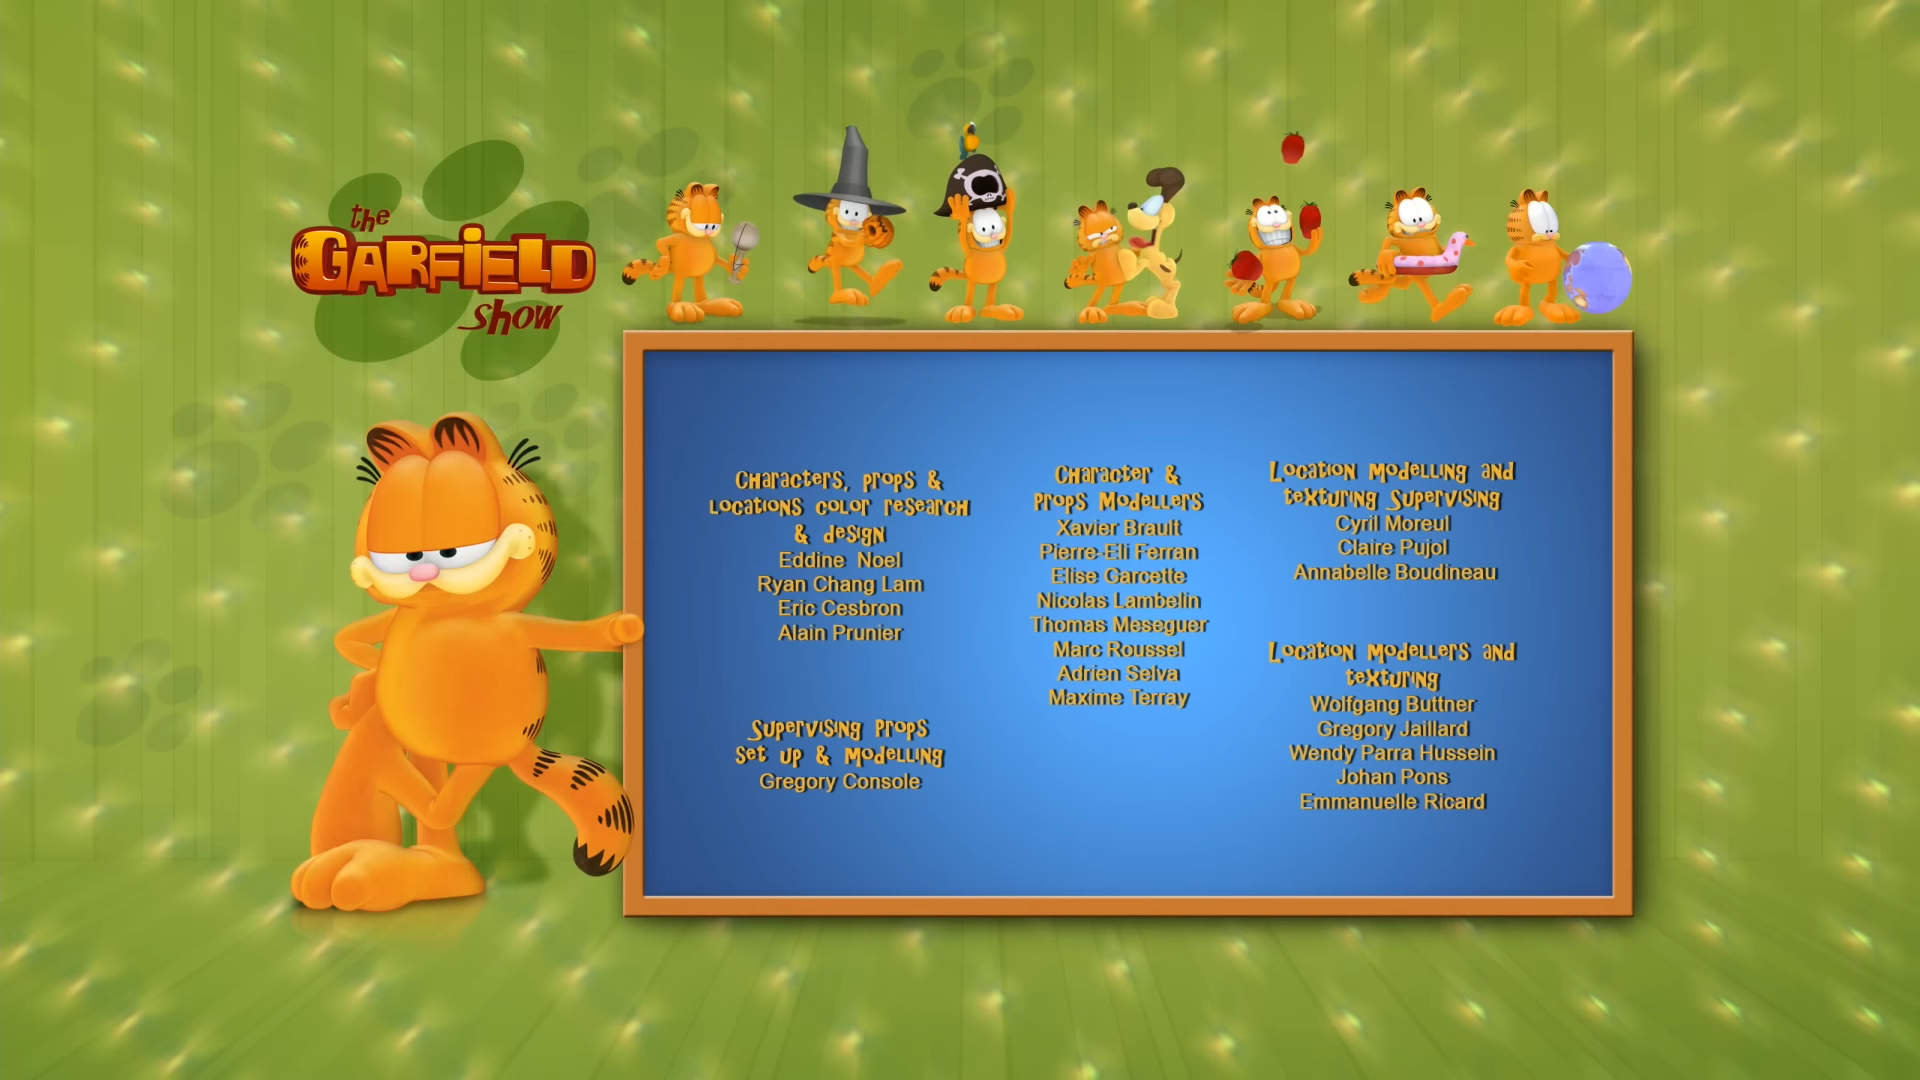 the
GARFIELD
show
Characters, props &
locations color research
& design
Eddine  Noel
Ryan Chang Lam
Eric Cesbron
Alain Prunier
Supervising Props
Set up & Modelling
Gregory Console
Character &
Props Modellers
Xavier Brault
Pierre-Eli Ferran
Elise Garcette
Nicolas Lambelin
Thomas Meseguer
Marc Roussel
Adrien Selva
Maxime Terray
Location Modelling and
texturing Supervising
Cyril Moreul
Claire Pujol
Annabelle Boudineau
Location Modellers and
texturing
Wolfgang Buttner
Gregory Jaillard
Wendy Parra Hussein
Johan Pons
Emmanuelle Ricard